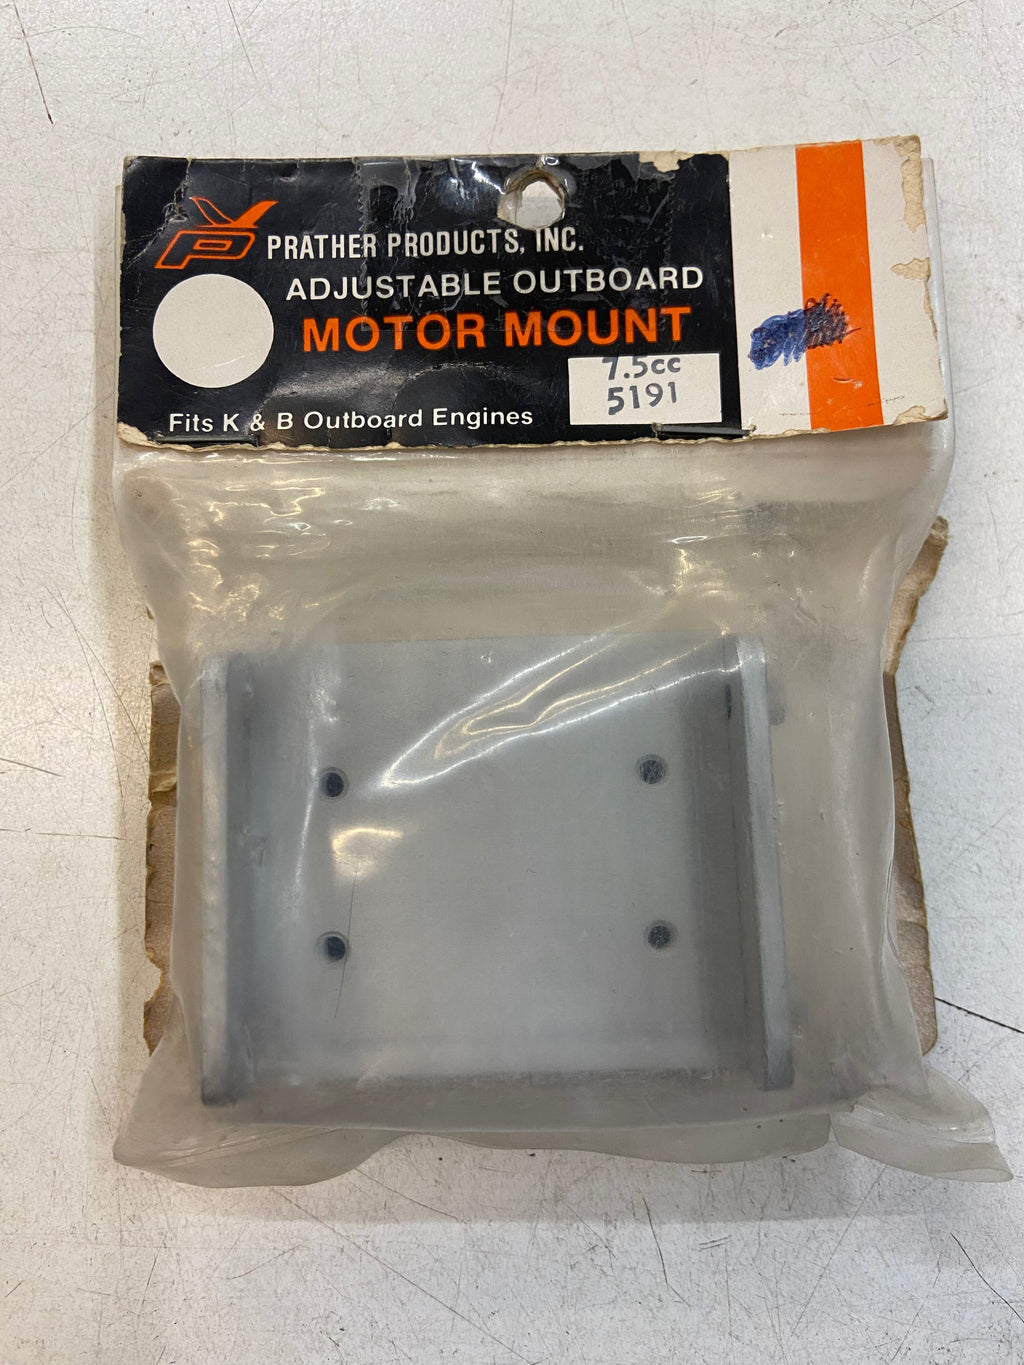 PRATHER PRODUCTS, INC.
ADJUSTABLE OUTBOARD
MOTOR MOUNT
7.5cc
5191
Fits K & B Outboard Engines